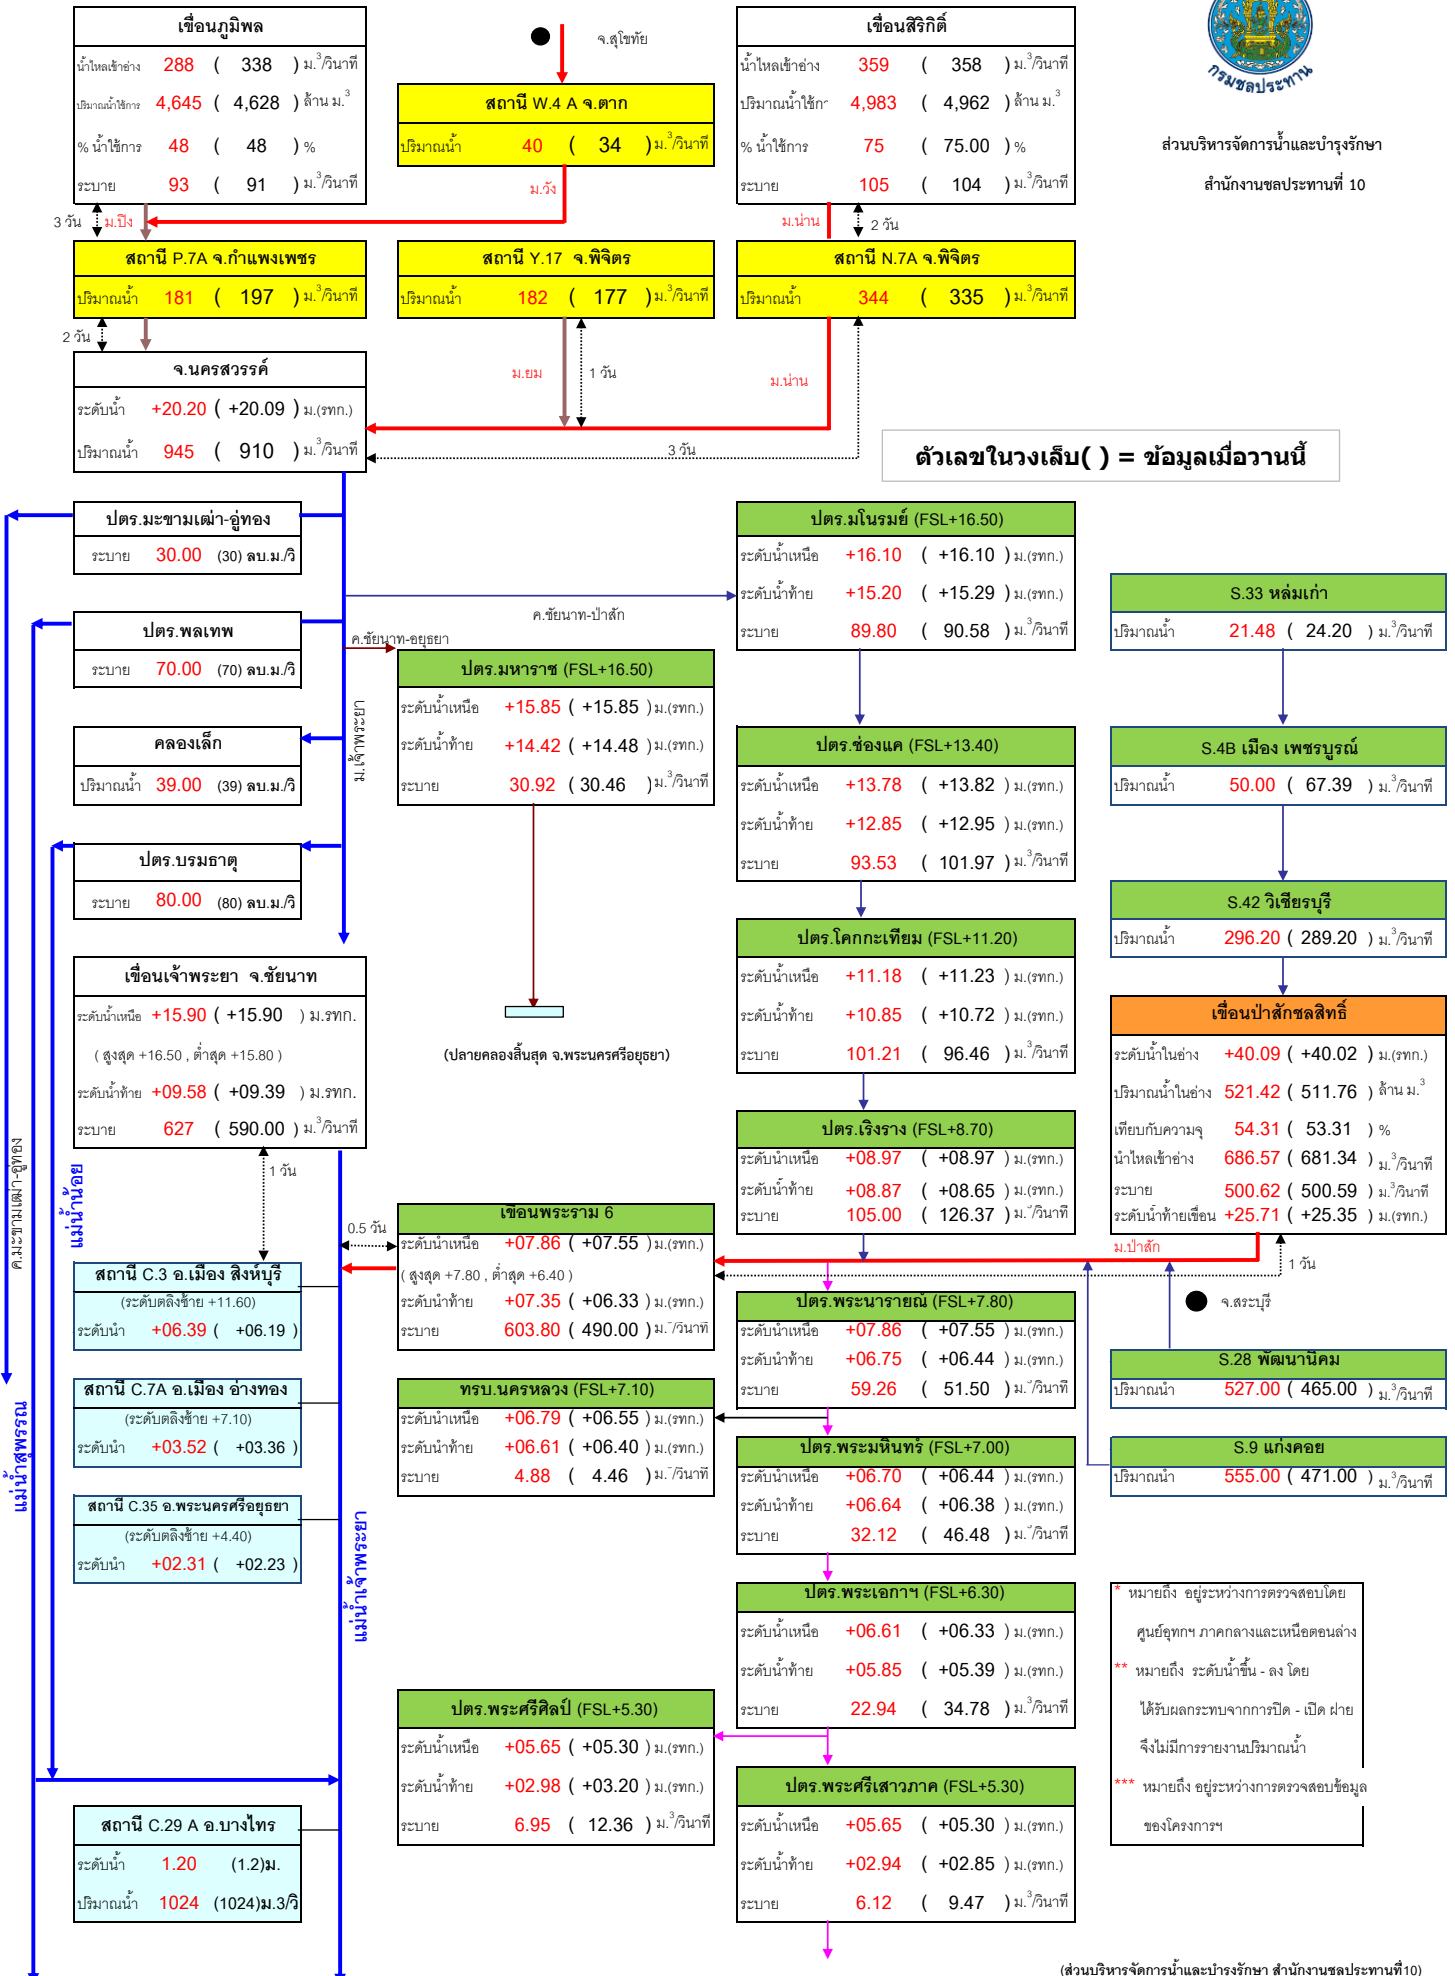 เขื่อนภูมิพล
น้ำไหลเข้าอ่าง 288 ( 338 ) ม.³/วินาที
ปริมาณน้ำใช้การ 4,645 ( 4,628 ) ล้าน ม.³
% น้ำใช้การ 48 ( 48 ) %
ระบาย 93 ( 91 ) ม.³/วินาที
จ.สุโขทัย
สถานี W.4 A จ.ตาก
ปริมาณน้ำ 40 ( 34 ) ม.³/วินาที
เขื่อนสิริกิติ์
น้ำไหลเข้าอ่าง 359 ( 358 ) ม.³/วินาที
ปริมาณน้ำใช้กา 4,983 ( 4,962 ) ล้าน ม.³
% น้ำใช้การ 75 ( 75.00 ) %
ระบาย 105 ( 104 ) ม.³/วินาที
กรมชลประทาน
ส่วนบริหารจัดการน้ำและบำรุงรักษา
สำนักงานชลประทานที่ 10
3 วัน
ม.ปิง
ม.วัง
ม.น่าน
2 วัน
สถานี P.7A จ.กำแพงเพชร
ปริมาณน้ำ 181 ( 197 ) ม.³/วินาที
สถานี Y.17 จ.พิจิตร
ปริมาณน้ำ 182 ( 177 ) ม.³/วินาที
สถานี N.7A จ.พิจิตร
ปริมาณน้ำ 344 ( 335 ) ม.³/วินาที
2 วัน
ม.ยม
1 วัน
ม.น่าน
3 วัน
จ.นครสวรรค์
ระดับน้ำ +20.20 ( +20.09 ) ม.(รทก.)
ปริมาณน้ำ 945 ( 910 ) ม.³/วินาที
ตัวเลขในวงเล็บ( ) = ข้อมูลเมื่อวานนี้
ปตร.มะขามเฒ่า-อู่ทอง
ระบาย 30.00 (30) ลบ.ม./วิ
ปตร.พลเทพ
ระบาย 70.00 (70) ลบ.ม./วิ
คลองเล็ก
ปริมาณน้ำ 39.00 (39) ลบ.ม./วิ
ปตร.บรมธาตุ
ระบาย 80.00 (80) ลบ.ม./วิ
ค.ชัยนาท-ป่าสัก
ค.ชัยนาท-อยุธยา
ม.เจ้าพระยา
ปตร.มหาราช (FSL+16.50)
ระดับน้ำเหนือ +15.85 ( +15.85 ) ม.(รทก.)
ระดับน้ำท้าย +14.42 ( +14.48 ) ม.(รทก.)
ระบาย 30.92 ( 30.46 ) ม.³/วินาที
(ปลายคลองสิ้นสุด จ.พระนครศรีอยุธยา)
ปตร.มโนรมย์ (FSL+16.50)
ระดับน้ำเหนือ +16.10 ( +16.10 ) ม.(รทก.)
ระดับน้ำท้าย +15.20 ( +15.29 ) ม.(รทก.)
ระบาย 89.80 ( 90.58 ) ม.³/วินาที
ปตร.ช่องแค (FSL+13.40)
ระดับน้ำเหนือ +13.78 ( +13.82 ) ม.(รทก.)
ระดับน้ำท้าย +12.85 ( +12.95 ) ม.(รทก.)
ระบาย 93.53 ( 101.97 ) ม.³/วินาที
ปตร.โคกกะเทียม (FSL+11.20)
ระดับน้ำเหนือ +11.18 ( +11.23 ) ม.(รทก.)
ระดับน้ำท้าย +10.85 ( +10.72 ) ม.(รทก.)
ระบาย 101.21 ( 96.46 ) ม.³/วินาที
ปตร.เริงราง (FSL+8.70)
ระดับน้ำเหนือ +08.97 ( +08.97 ) ม.(รทก.)
ระดับน้ำท้าย +08.87 ( +08.65 ) ม.(รทก.)
ระบาย 105.00 ( 126.37 ) ม.³/วินาที
S.33 หล่มเก่า
ปริมาณน้ำ 21.48 ( 24.20 ) ม.³/วินาที
S.4B เมือง เพชรบูรณ์
ปริมาณน้ำ 50.00 ( 67.39 ) ม.³/วินาที
S.42 วิเชียรบุรี
ปริมาณน้ำ 296.20 ( 289.20 ) ม.³/วินาที
เขื่อนป่าสักชลสิทธิ์
ระดับน้ำในอ่าง +40.09 ( +40.02 ) ม.(รทก.)
ปริมาณน้ำในอ่าง 521.42 ( 511.76 ) ล้าน ม.³
เทียบกับความจุ 54.31 ( 53.31 ) %
น้ำไหลเข้าอ่าง 686.57 ( 681.34 ) ม.³/วินาที
ระบาย 500.62 ( 500.59 ) ม.³/วินาที
ระดับน้ำท้ายเขื่อน +25.71 ( +25.35 ) ม.(รทก.)
เขื่อนเจ้าพระยา จ.ชัยนาท
ระดับน้ำเหนือ +15.90 ( +15.90 ) ม.รทก.
( สูงสุด +16.50 , ต่ำสุด +15.80 )
ระดับน้ำท้าย +09.58 ( +09.39 ) ม.รทก.
ระบาย 627 ( 590.00 ) ม.³/วินาที
ค.มะขามเฒ่า-อู่ทอง
แม่น้ำน้อย
1 วัน
0.5 วัน
เขื่อนพระราม 6
ระดับน้ำเหนือ +07.86 ( +07.55 ) ม.(รทก.)
( สูงสุด +7.80 , ต่ำสุด +6.40 )
ระดับน้ำท้าย +07.35 ( +06.33 ) ม.(รทก.)
ระบาย 603.80 ( 490.00 ) ม.³/วินาที
ม.ป่าสัก
1 วัน
จ.สระบุรี
สถานี C.3 อ.เมือง สิงห์บุรี
(ระดับตลิ่งซ้าย +11.60)
ระดับน้ำ +06.39 ( +06.19 )
สถานี C.7A อ.เมือง อ่างทอง
(ระดับตลิ่งซ้าย +7.10)
ระดับน้ำ +03.52 ( +03.36 )
สถานี C.35 อ.พระนครศรีอยุธยา
(ระดับตลิ่งซ้าย +4.40)
ระดับน้ำ +02.31 ( +02.23 )
แม่น้ำสุพรรณ
แม่น้ำเจ้าพระยา
ทรบ.นครหลวง (FSL+7.10)
ระดับน้ำเหนือ +06.79 ( +06.55 ) ม.(รทก.)
ระดับน้ำท้าย +06.61 ( +06.40 ) ม.(รทก.)
ระบาย 4.88 ( 4.46 ) ม.³/วินาที
ปตร.พระนารายณ์ (FSL+7.80)
ระดับน้ำเหนือ +07.86 ( +07.55 ) ม.(รทก.)
ระดับน้ำท้าย +06.75 ( +06.44 ) ม.(รทก.)
ระบาย 59.26 ( 51.50 ) ม.³/วินาที
ปตร.พระมหินทร์ (FSL+7.00)
ระดับน้ำเหนือ +06.70 ( +06.44 ) ม.(รทก.)
ระดับน้ำท้าย +06.64 ( +06.38 ) ม.(รทก.)
ระบาย 32.12 ( 46.48 ) ม.³/วินาที
S.28 พัฒนานิคม
ปริมาณน้ำ 527.00 ( 465.00 ) ม.³/วินาที
S.9 แก่งคอย
ปริมาณน้ำ 555.00 ( 471.00 ) ม.³/วินาที
ปตร.พระเอกาฯ (FSL+6.30)
ระดับน้ำเหนือ +06.61 ( +06.33 ) ม.(รทก.)
ระดับน้ำท้าย +05.85 ( +05.39 ) ม.(รทก.)
ระบาย 22.94 ( 34.78 ) ม.³/วินาที
ปตร.พระศรีศิลป์ (FSL+5.30)
ระดับน้ำเหนือ +05.65 ( +05.30 ) ม.(รทก.)
ระดับน้ำท้าย +02.98 ( +03.20 ) ม.(รทก.)
ระบาย 6.95 ( 12.36 ) ม.³/วินาที
ปตร.พระศรีเสาวภาค (FSL+5.30)
ระดับน้ำเหนือ +05.65 ( +05.30 ) ม.(รทก.)
ระดับน้ำท้าย +02.94 ( +02.85 ) ม.(รทก.)
ระบาย 6.12 ( 9.47 ) ม.³/วินาที
* หมายถึง อยู่ระหว่างการตรวจสอบโดย
ศูนย์อุทกฯ ภาคกลางและเหนือตอนล่าง
** หมายถึง ระดับน้ำขึ้น - ลง โดย
ได้รับผลกระทบจากการปิด - เปิด ฝาย
จึงไม่มีการรายงานปริมาณน้ำ
*** หมายถึง อยู่ระหว่างการตรวจสอบข้อมูล
ของโครงการฯ
สถานี C.29 A อ.บางไทร
ระดับน้ำ 1.20 (1.2)ม.
ปริมาณน้ำ 1024 (1024)ม.3/วิ
(ส่วนบริหารจัดการน้ำและบำรุงรักษา สำนักงานชลประทานที่10)